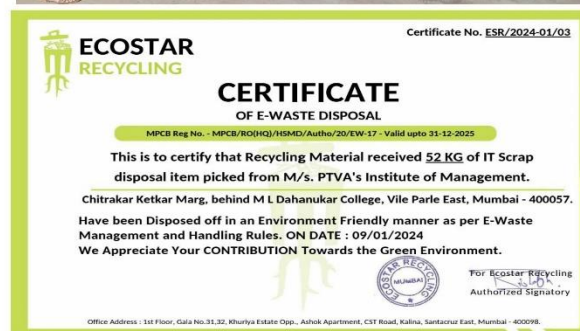 Certificate No. ESR/2024-01/03
ECOSTAR
RECYCLING
CERTIFICATE
OF E-WASTE DISPOSAL
MPCB Reg No. - MPCB/RO(HQ)/HSMD/Autho/20/EW-17 - Valid upto 31-12-2025
This is to certify that Recycling Material received 52 KG of IT Scrap
disposal item picked from M/s. PTVA's Institute of Management.
Chitrakar Ketkar Marg, behind M L Dahanukar College, Vile Parle East, Mumbai - 400057.
Have been Disposed off in an Environment Friendly manner as per E-Waste
Management and Handling Rules. ON DATE : 09/01/2024
We Appreciate Your CONTRIBUTION Towards the Green Environment.
ECOSTAR RECYCLING
MUMBAI
For Ecostar Recycling
Authorized Signatory
Office Address : 1st Floor, Gala No.31,32, Khuriya Estate Opp., Ashok Apartment, CST Road, Kalina, Santacruz East, Mumbai - 400098.